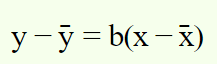 y − ȳ = b(x − x̄)